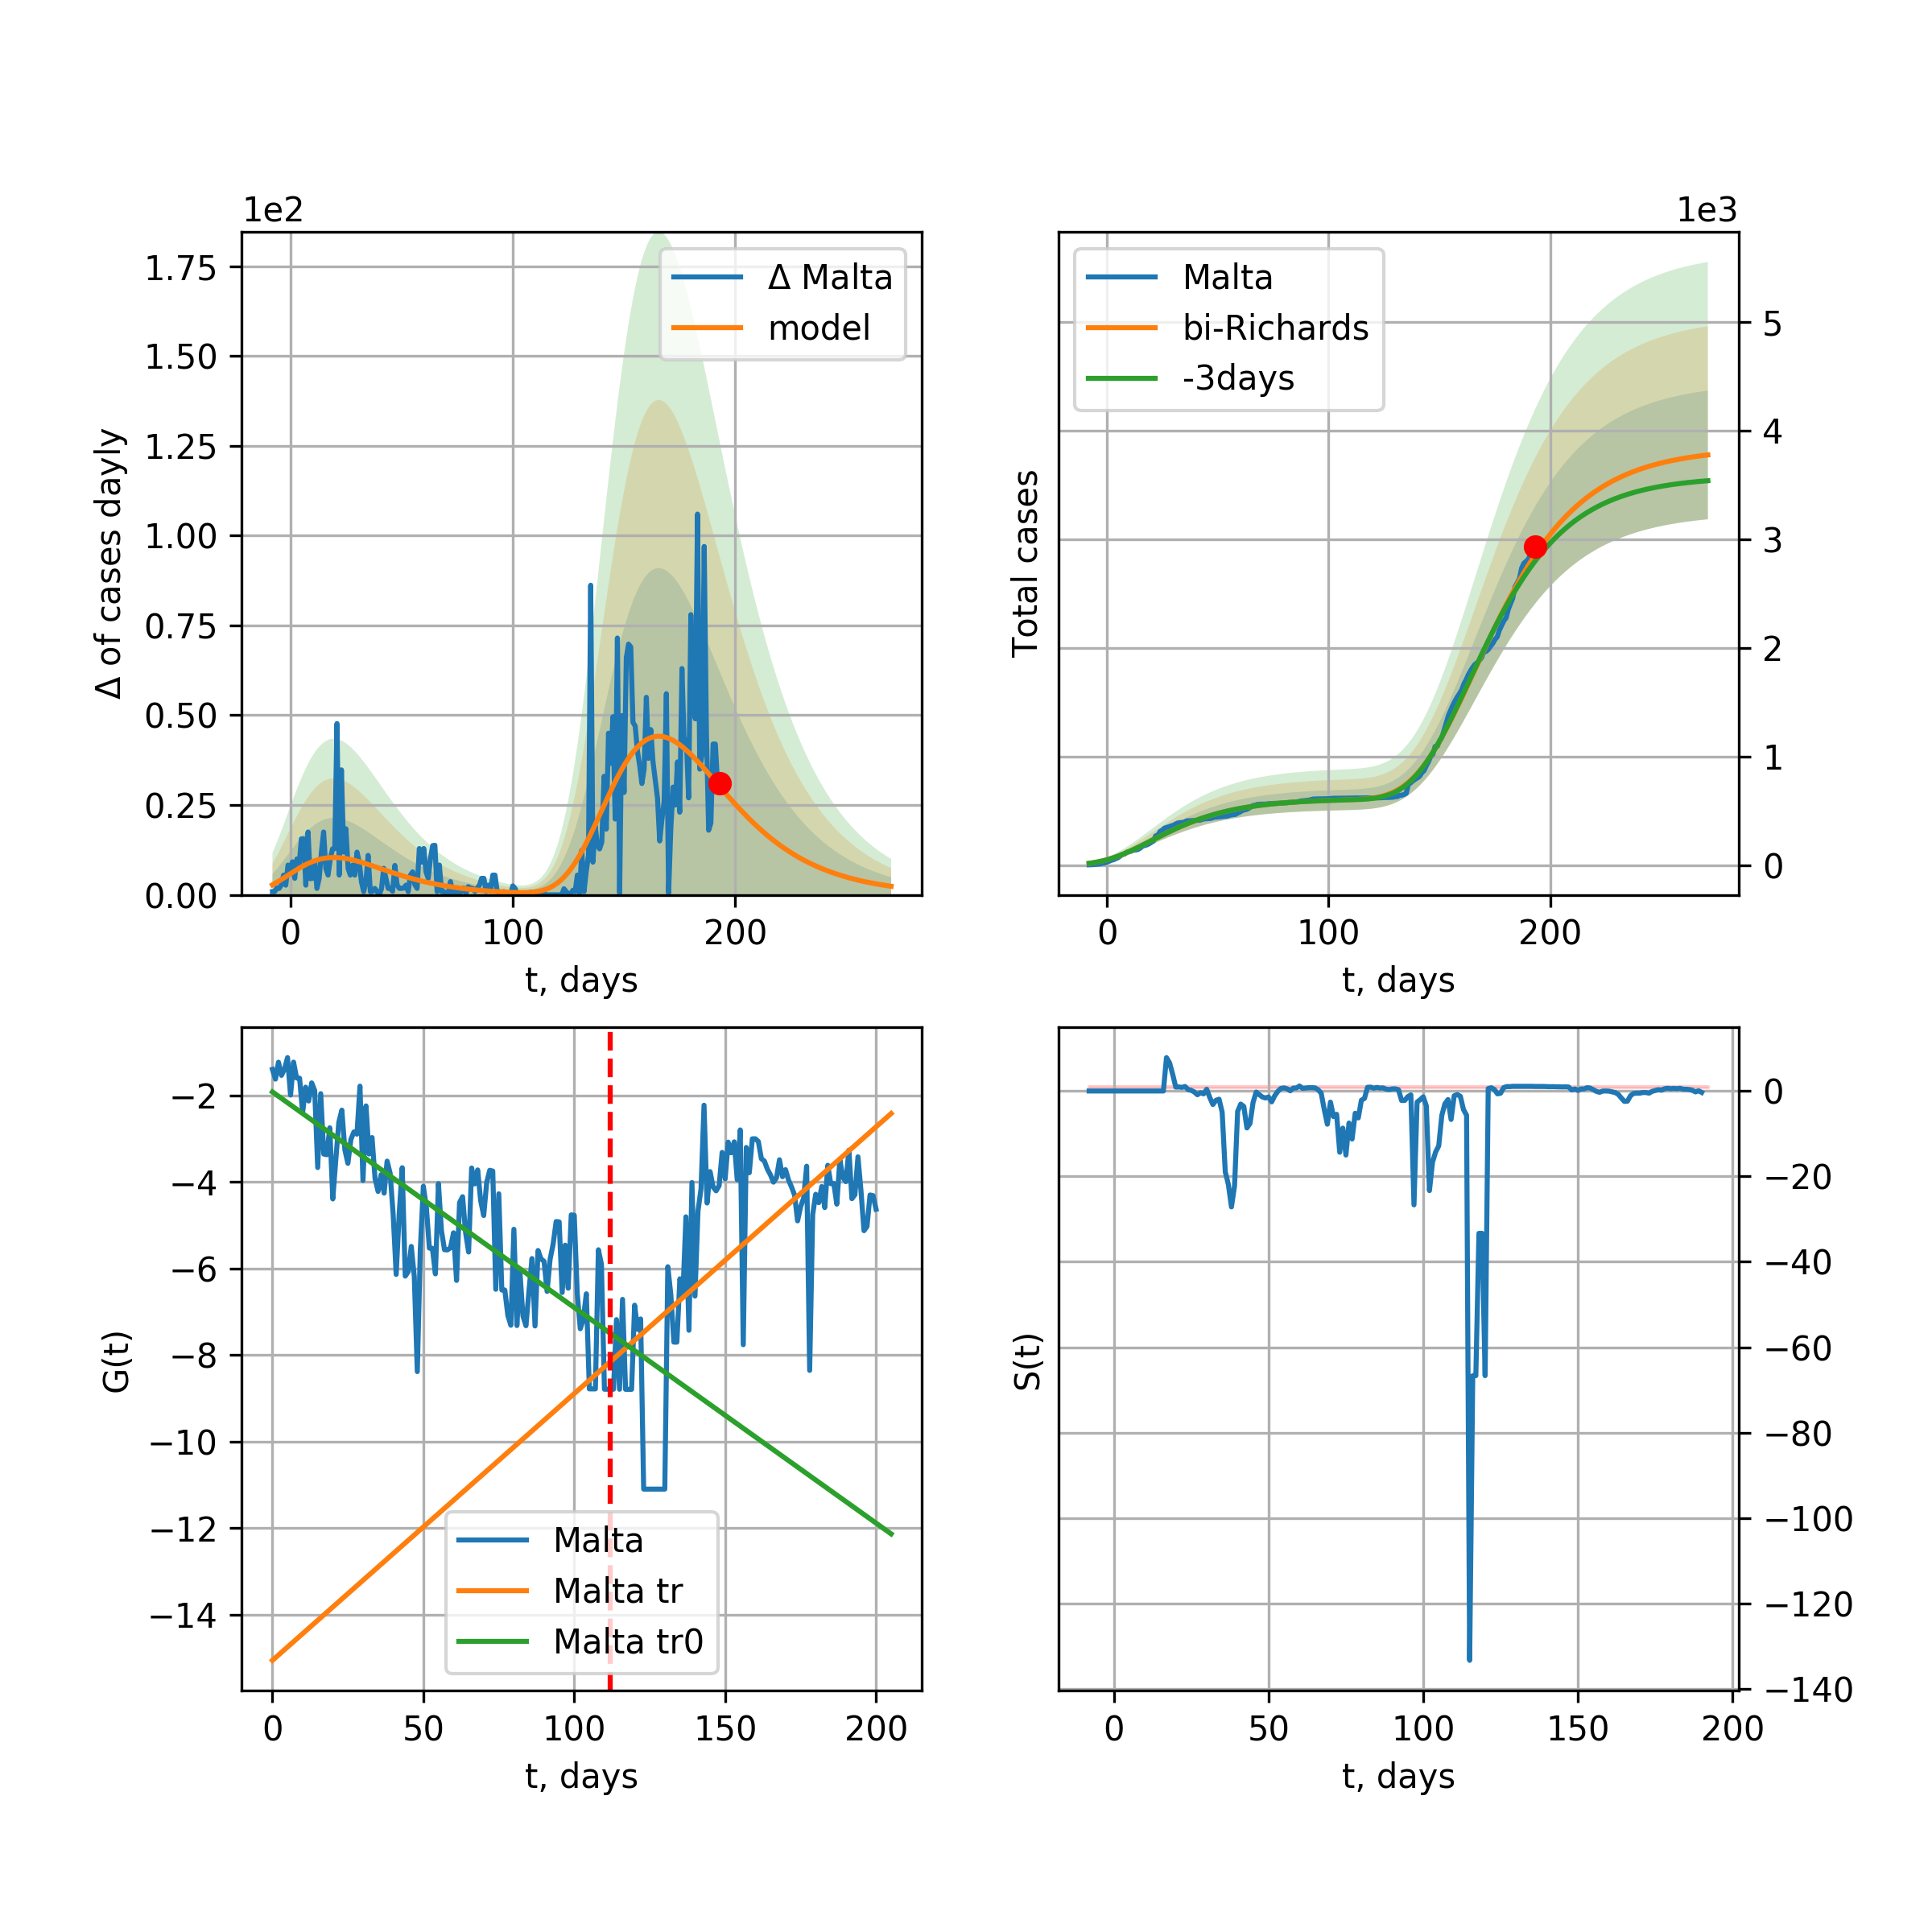 1e2
Δ of cases dayly
1.75
1.50
1.25
1.00
0.75
0.50
0.25
0.00
Δ Malta
model
0 100 200
t, days
1e3
Total cases
Malta
bi-Richards
-3days
5
4
3
2
1
0
0 100 200
t, days
G(t)
−2
−4
−6
−8
−10
−12
−14
Malta
Malta tr
Malta tr0
0 50 100 150 200
t, days
S(t)
0
−20
−40
−60
−80
−100
−120
−140
0 50 100 150 200
t, days